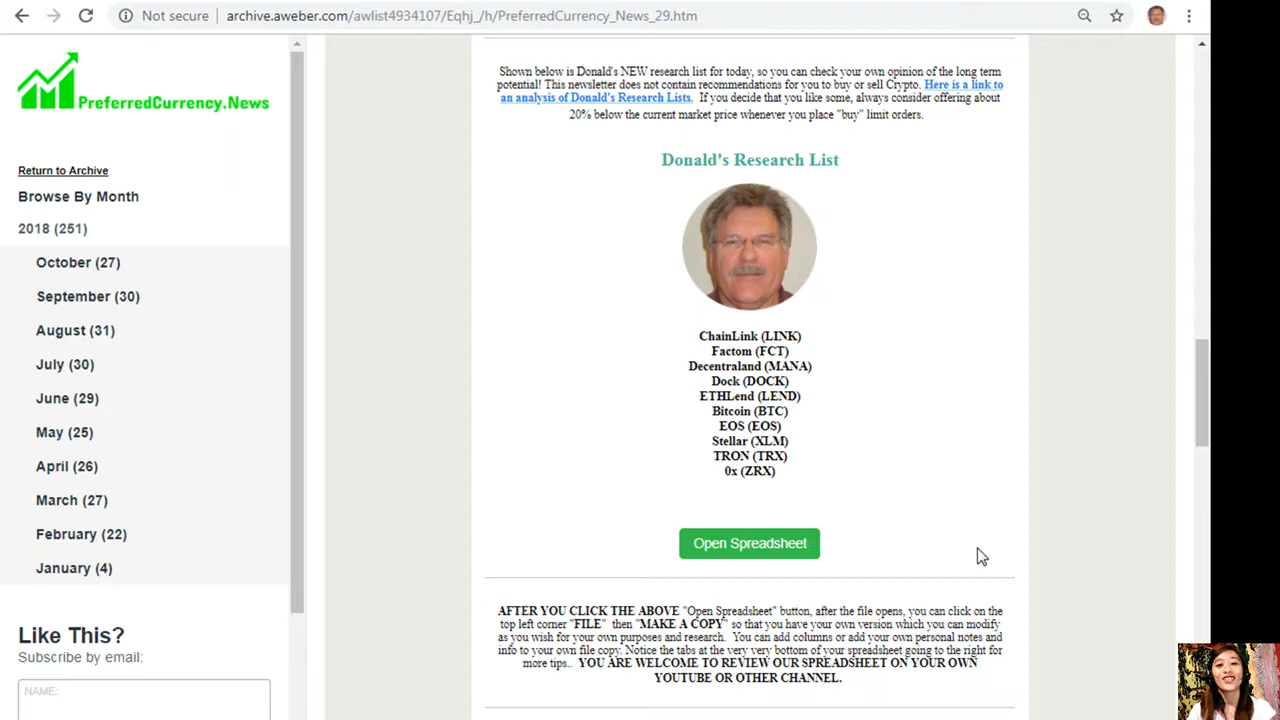 Not secure
archive.aweber.com/awlist4934107/Eqhj_/h/PreferredCurrency_News_29.htm
PreferredCurrency.News
Return to Archive
Browse By Month
2018 (251)
October (27)
September (30)
August (31)
July (30)
June (29)
May (25)
April (26)
March (27)
February (22)
January (4)
Like This?
Subscribe by email:
NAME:
Shown below is Donald's NEW research list for today, so you can check your own opinion of the long term
potential! This newsletter does not contain recommendations for you to buy or sell Crypto. Here is a link to
an analysis of Donald's Research Lists. If you decide that you like some, always consider offering about
20% below the current market price whenever you place "buy" limit orders.
Donald's Research List
ChainLink (LINK)
Factom (FCT)
Decentraland (MANA)
Dock (DOCK)
ETHLend (LEND)
Bitcoin (BTC)
EOS (EOS)
Stellar (XLM)
TRON (TRX)
0x (ZRX)
Open Spreadsheet
AFTER YOU CLICK THE ABOVE "Open Spreadsheet" button, after the file opens, you can click on the
top left corner "FILE" then "MAKE A COPY" so that you have your own version which you can modify
as you wish for your own purposes and research. You can add columns or add your own personal notes and
info to your own file copy. Notice the tabs at the very very bottom of your spreadsheet going to the right for
more tips.. YOU ARE WELCOME TO REVIEW OUR SPREADSHEET ON YOUR OWN
YOUTUBE OR OTHER CHANNEL.